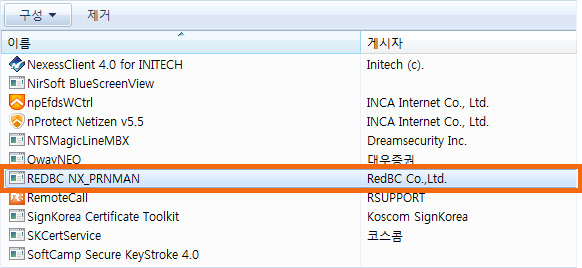 구성 제거
이름 게시자
NexessClient 4.0 for INITECH Initech (c).
NirSoft BlueScreenView
npEfdsWCtrl INCA Internet Co., Ltd.
nProtect Netizen v5.5 INCA Internet Co., Ltd.
NTSMagicLineMBX Dreamsecurity Inc.
QwayNEO 대우증권
REDBC NX_PRNMAN RedBC Co.,Ltd.
RemoteCall RSUPPORT
SignKorea Certificate Toolkit Koscom SignKorea
SKCertService 코스콤
SoftCamp Secure KeyStroke 4.0